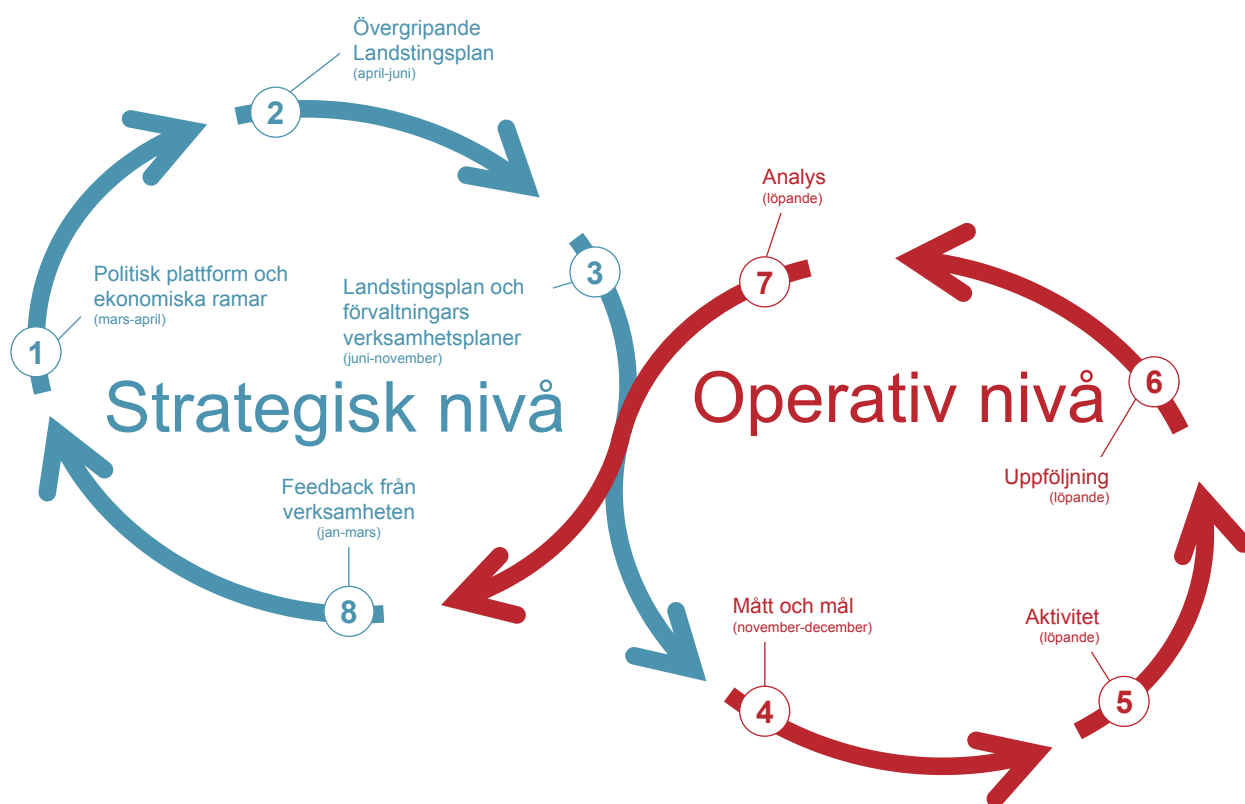 1
Politisk plattform och
ekonomiska ramar
(mars-april)
2
Övergripande
Landstingsplan
(april-juni)
3
Landstingsplan och
förvaltningars
verksamhetsplaner
(juni-november)
Strategisk nivå
8
Feedback från
verksamheten
(jan-mars)
Operativ nivå
4
Mått och mål
(november-december)
5
Aktivitet
(löpande)
6
Uppföljning
(löpande)
7
Analys
(löpande)